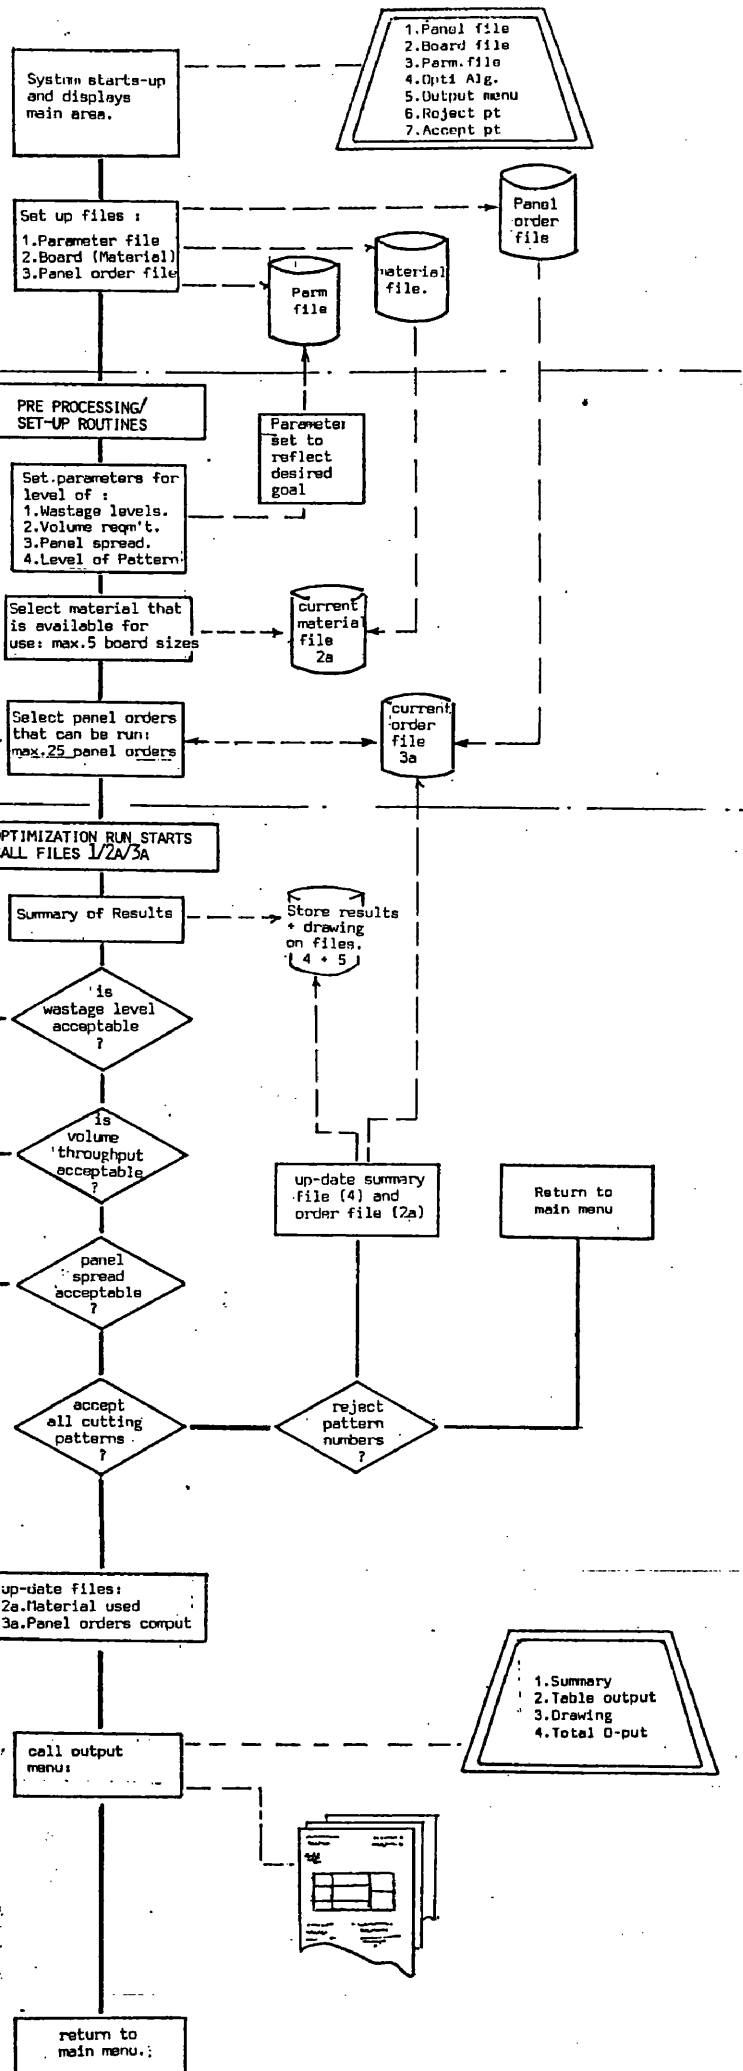 System starts-up
and displays
main area.
1.Panel file
2.Board file
3.Parm.file
4.Opti Alg.
5.Output menu
6.Reject pt
7.Accept pt
Set up files :
1.Parameter file
2.Board (Material)
3.Panel order file
Panel
order
file
material
file.
Parm
file
PRE PROCESSING/
SET-UP ROUTINES
Parameter
set to
reflect
desired
goal
Set.parameters for
level of :
1.Wastage levels.
2.Volume reqm't.
3.Panel spread.
4.Level of Pattern
Select material that
is available for
use: max.5 board sizes
current
material
file
2a
Select panel orders
that can be run:
max.25 panel orders
current
order
file
3a
OPTIMIZATION RUN STARTS
CALL FILES 1/2A/3A
Summary of Results
Store results
+ drawing
on files.
4 + 5
is
wastage level
acceptable
?
is
volume
throughput
acceptable
?
up-date summary
file (4) and
order file (2a)
Return to
main menu
panel
spread
acceptable
?
accept
all cutting
patterns
?
reject
pattern
numbers
?
up-date files:
2a.Material used
3a.Panel orders comput
1.Summary
2.Table output
3.Drawing
4.Total O-put
call output
menu:
return to
main menu.